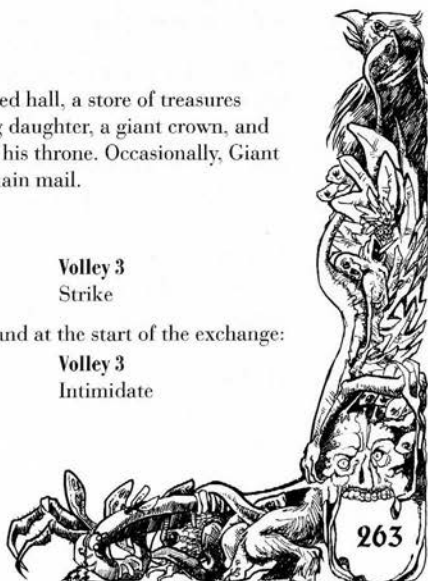 ed hall, a store of treasures
g daughter, a giant crown, and
his throne. Occasionally, Giant
ain mail.
Volley 3
Strike
and at the start of the exchange:
Volley 3
Intimidate
263